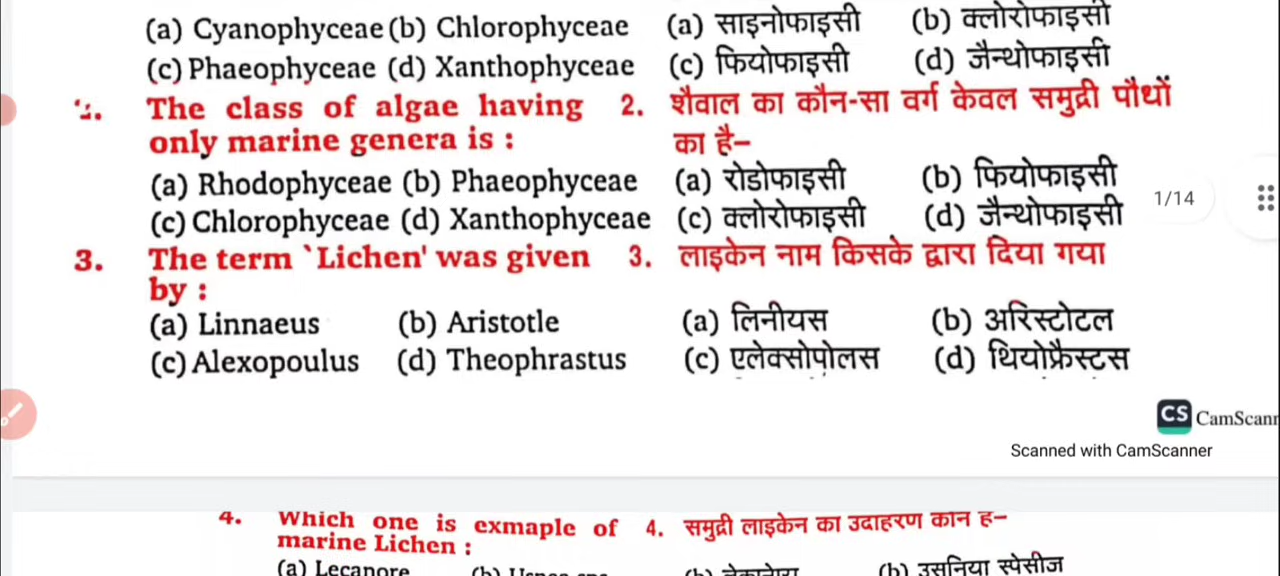 (a) Cyanophyceae (b) Chlorophyceae
(c) Phaeophyceae (d) Xanthophyceae
The class of algae having
only marine genera is :
(a) Rhodophyceae (b) Phaeophyceae
(c) Chlorophyceae (d) Xanthophyceae
3. The term `Lichen' was given
by :
(a) Linnaeus (b) Aristotle
(c) Alexopoulus (d) Theophrastus
(a) साइनोफाइसी (b) क्लोरोफाइसी
(c) फियोफाइसी (d) जैन्थोफाइसी
2. शैवाल का कौन-सा वर्ग केवल समुद्री पौधों
का है–
(a) रोडोफाइसी (b) फियोफाइसी
(c) क्लोरोफाइसी (d) जैन्थोफाइसी
3. लाइकेन नाम किसके द्वारा दिया गया
(a) लिनीयस (b) अरिस्टोटल
(c) एलेक्सोपोलस (d) थियोफ्रैस्टस
1/14
CS CamScann
Scanned with CamScanner
4. Which one is exmaple of
marine Lichen :
(a) Lecanore
4. समुद्री लाइकेन का उदाहरण कौन है–
(b) उसनिया स्पेसीज